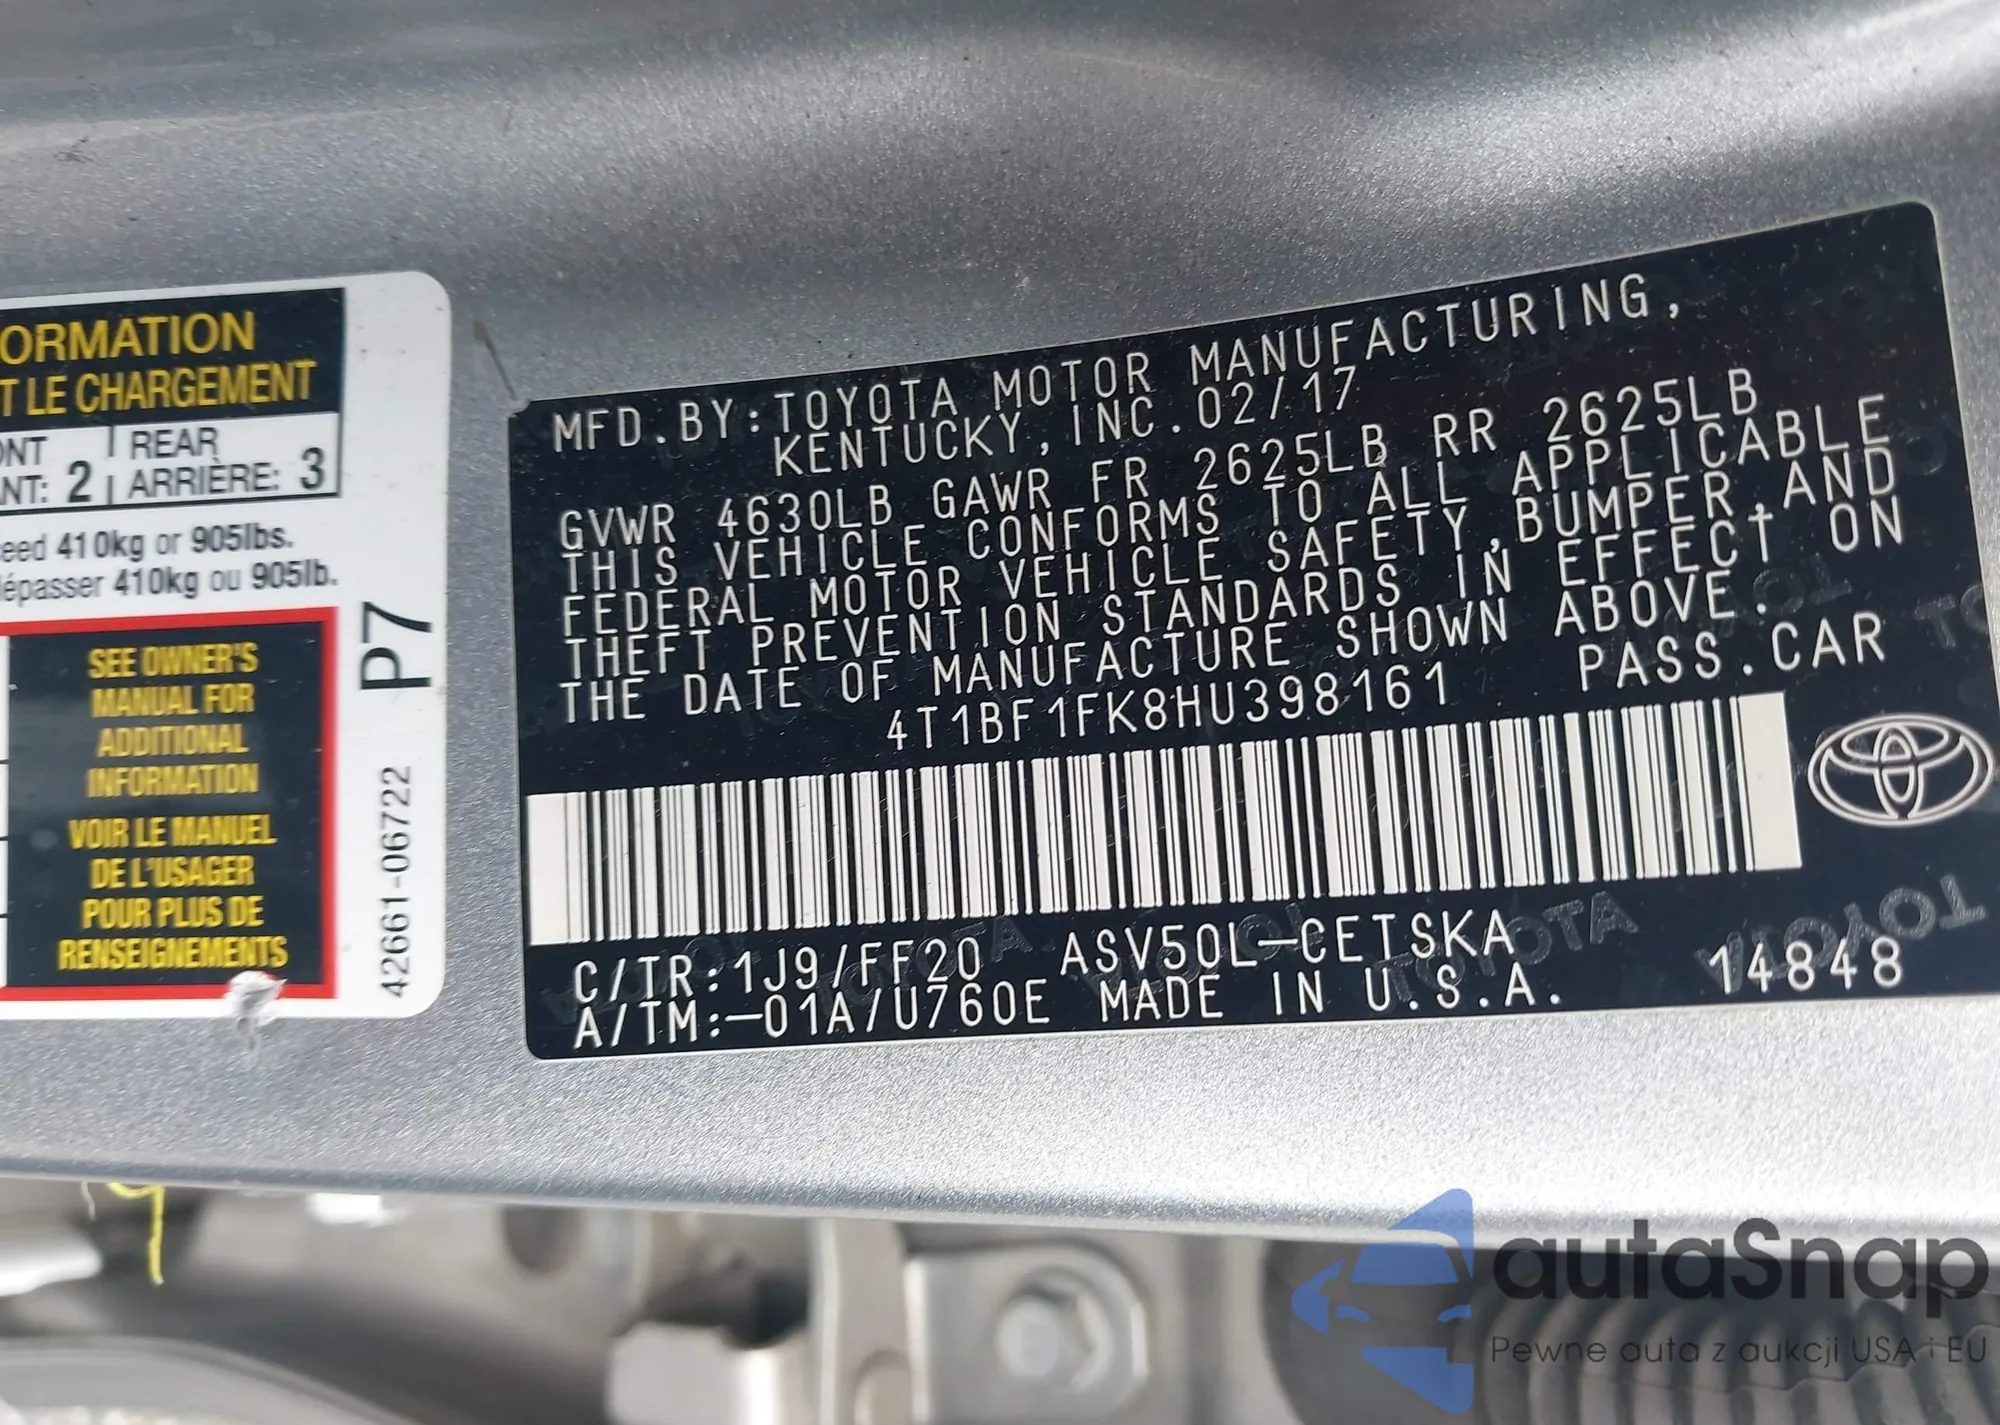 ORMATION
T LE CHARGEMENT
ONT REAR
NT: 2 ARRIÈRE: 3
eed 410kg or 905lbs.
dépasser 410kg ou 905lb.
SEE OWNER'S
MANUAL FOR
ADDITIONAL
INFORMATION
VOIR LE MANUEL
DE L'USAGER
POUR PLUS DE
RENSEIGNEMENTS
P7
42661-06722
MFD.BY:TOYOTA MOTOR MANUFACTURING,
KENTUCKY,INC.02/17
GVWR 4630LB GAWR FR 2625LB RR 2625LB
THIS VEHICLE CONFORMS TO ALL APPLICABLE
FEDERAL MOTOR VEHICLE SAFETY,BUMPER,AND
THEFT PREVENTION STANDARDS IN EFFECT ON
THE DATE OF MANUFACTURE SHOWN ABOVE.
4T1BF1FK8HU398161 PASS.CAR
C/TR:1J9/FF20 ASV50L-CETSKA
A/TM:-01A/U760E MADE IN U.S.A. 14848
autaSnap
Pewne auta z aukcji USA i EU